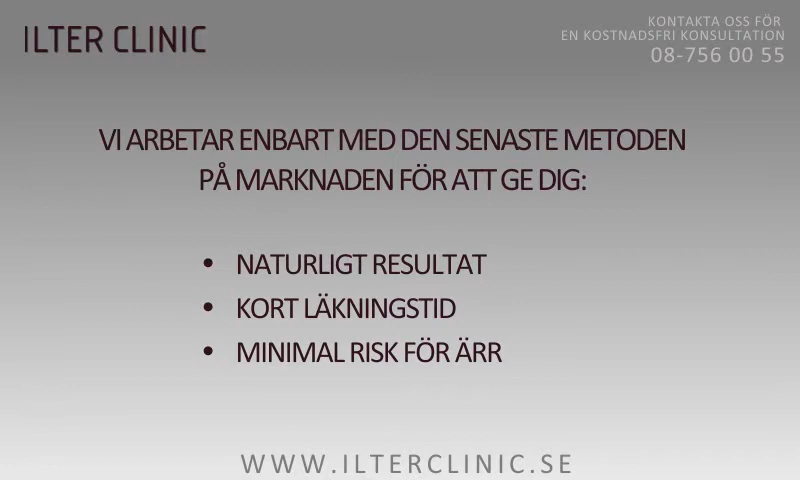 ILTER CLINIC
KONTAKTA OSS FÖR
EN KOSTNADSFRI KONSULTATION
08-756 00 55
VI ARBETAR ENBART MED DEN SENASTE METODEN
PÅ MARKNADEN FÖR ATT GE DIG:
• NATURLIGT RESULTAT
• KORT LÄKNINGSTID
• MINIMAL RISK FÖR ÄRR
WWW.ILTERCLINIC.SE